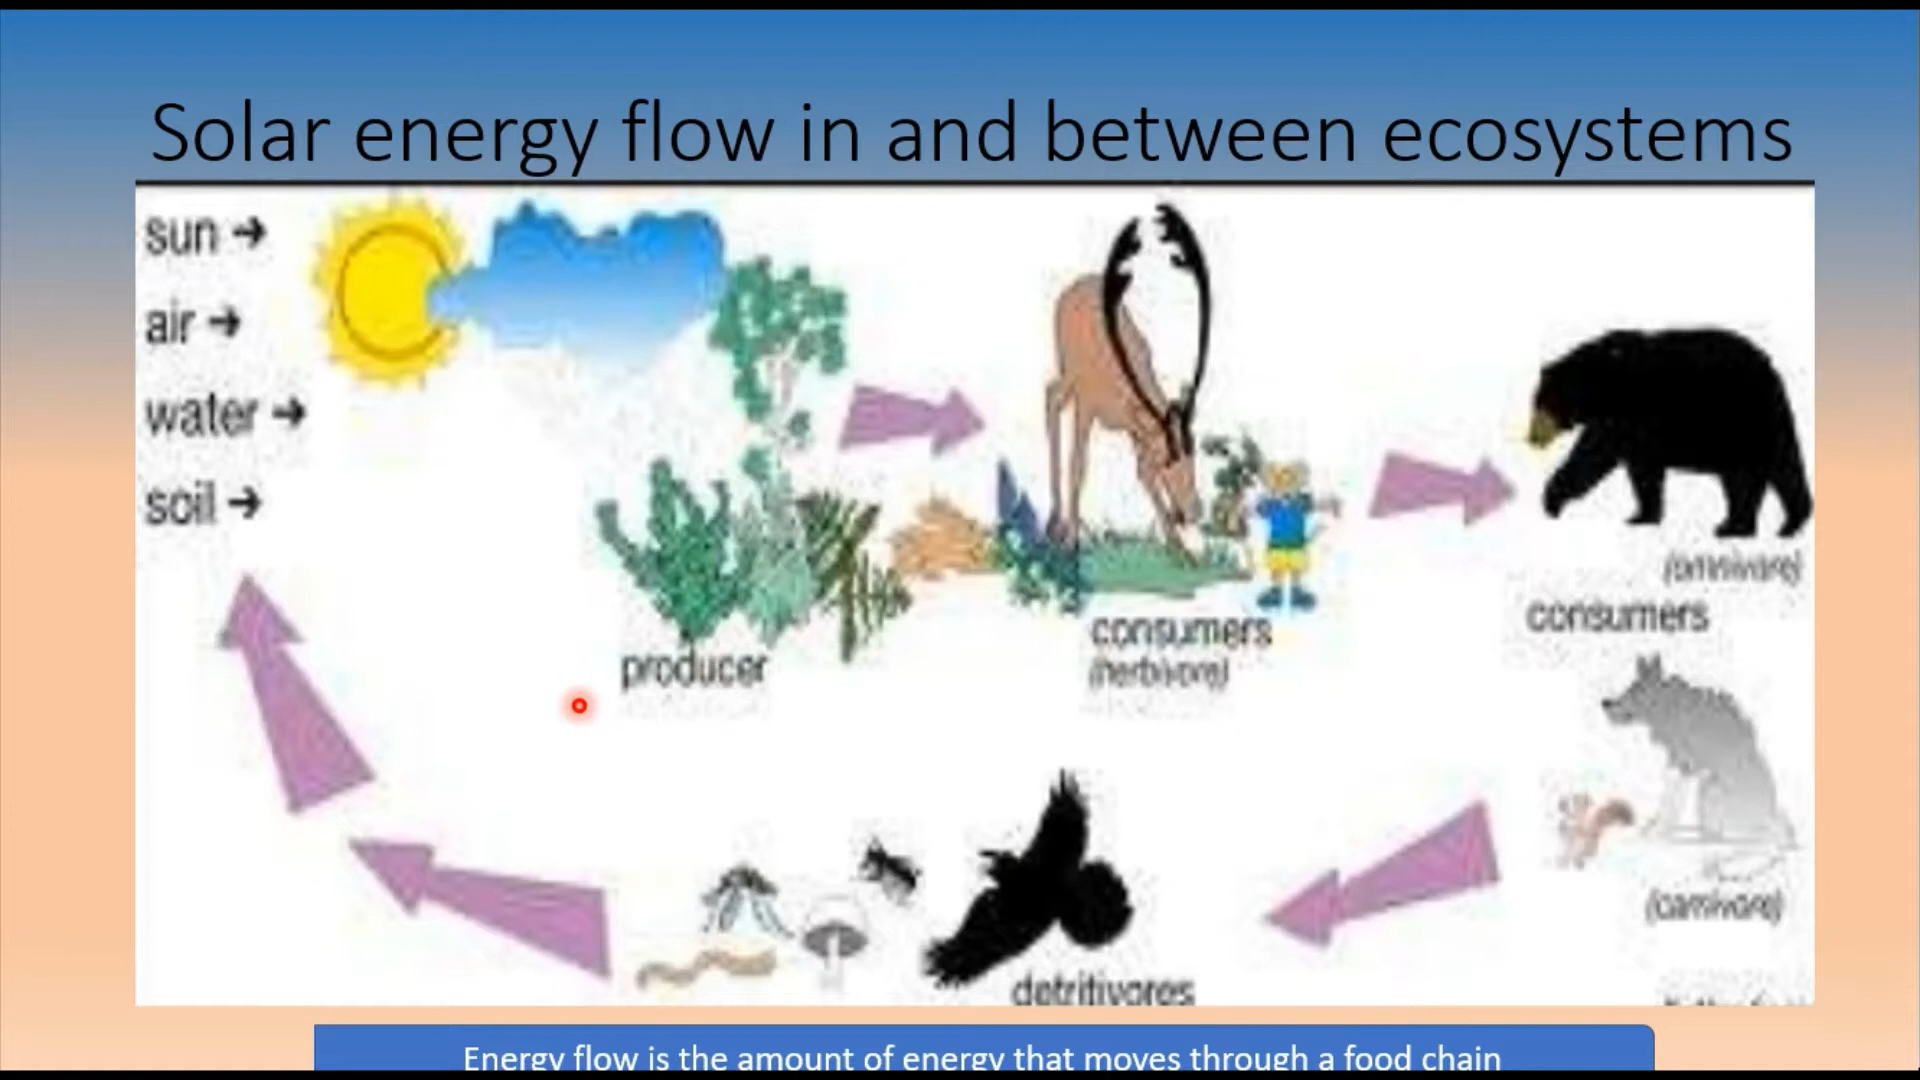 Solar energy flow in and between ecosystems
sun →
air →
water →
soil →
producer
consumers
(herbivore)
(omnivore)
consumers
(carnivore)
detritivores
Energy flow is the amount of energy that moves through a food chain